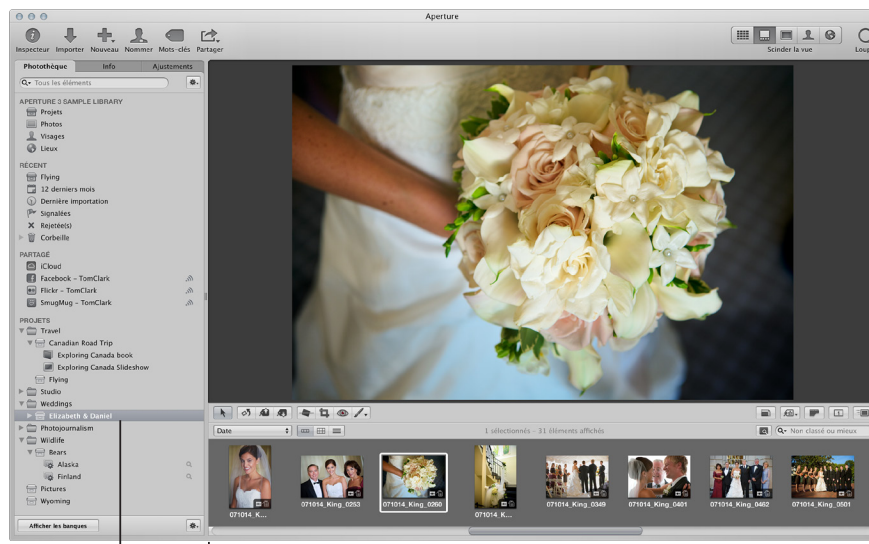 Aperture
Inspecteur Importer Nouveau Nommer Mots-clés Partager
Scinder la vue Loup
Photothèque Info Ajustements
Tous les éléments
APERTURE 3 SAMPLE LIBRARY
Projets
Photos
Visages
Lieux
RÉCENT
Flying
12 derniers mois
Dernière importation
Signalées
Rejetée(s)
Corbeille
PARTAGÉ
iCloud
Facebook – TomClark
Flickr – TomClark
SmugMug – TomClark
PROJETS
Travel
Canadian Road Trip
Exploring Canada book
Exploring Canada Slideshow
Flying
Studio
Weddings
Elizabeth & Daniel
Photojournalism
Wildlife
Bears
Alaska
Finland
Pictures
Wyoming
Afficher les banques
Date
1 sélectionnés – 31 éléments affichés
Non classé ou mieux
071014_K...
071014_King_0253
071014_King_0268
071014_K...
071014_King_0349
071014_King_0401
071014_King_0462
071014_King_0501